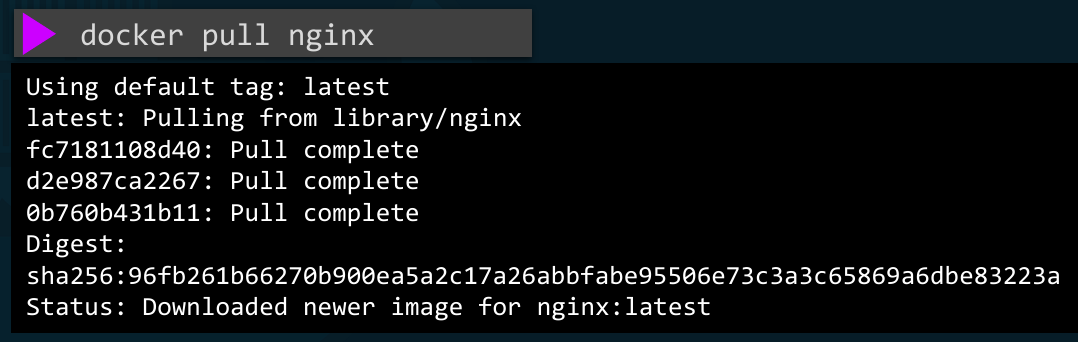 docker pull nginx
Using default tag: latest
latest: Pulling from library/nginx
fc7181108d40: Pull complete
d2e987ca2267: Pull complete
0b760b431b11: Pull complete
Digest:
sha256:96fb261b66270b900ea5a2c17a26abbfabe95506e73c3a3c65869a6dbe83223a
Status: Downloaded newer image for nginx:latest